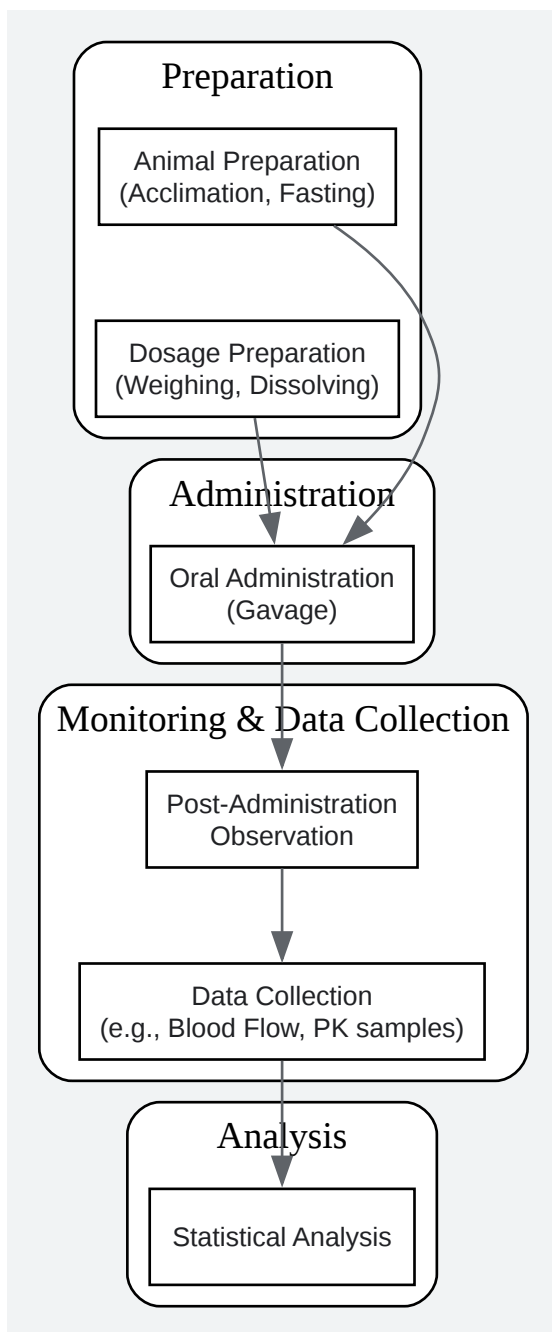 Preparation
Animal Preparation
(Acclimation, Fasting)
Dosage Preparation
(Weighing, Dissolving)
Administration
Oral Administration
(Gavage)
Monitoring & Data Collection
Post-Administration
Observation
Data Collection
(e.g., Blood Flow, PK samples)
Analysis
Statistical Analysis